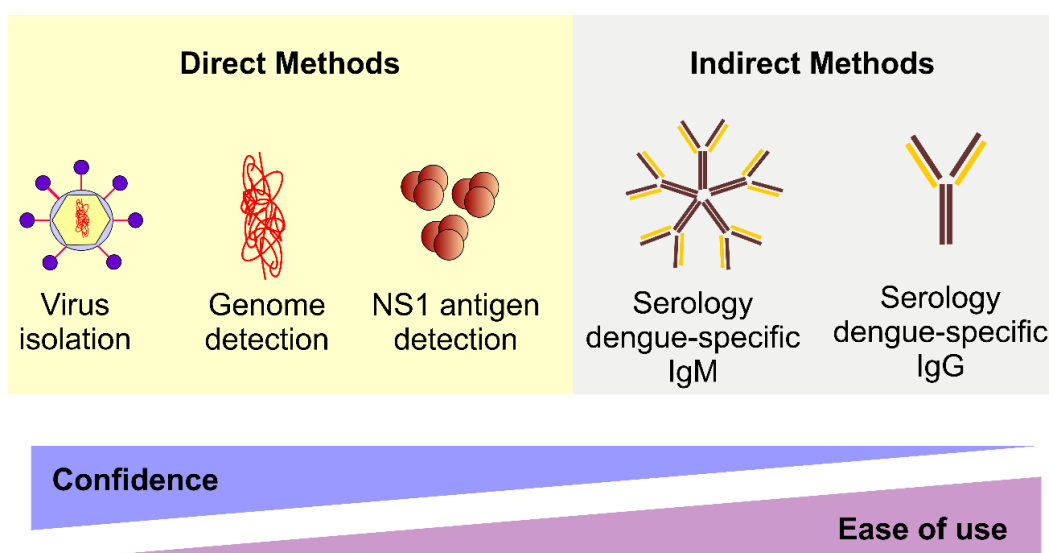 Direct Methods
Indirect Methods
Virus
isolation
Genome
detection
NS1 antigen
detection
Serology
dengue-specific
IgM
Serology
dengue-specific
IgG
Confidence
Ease of use